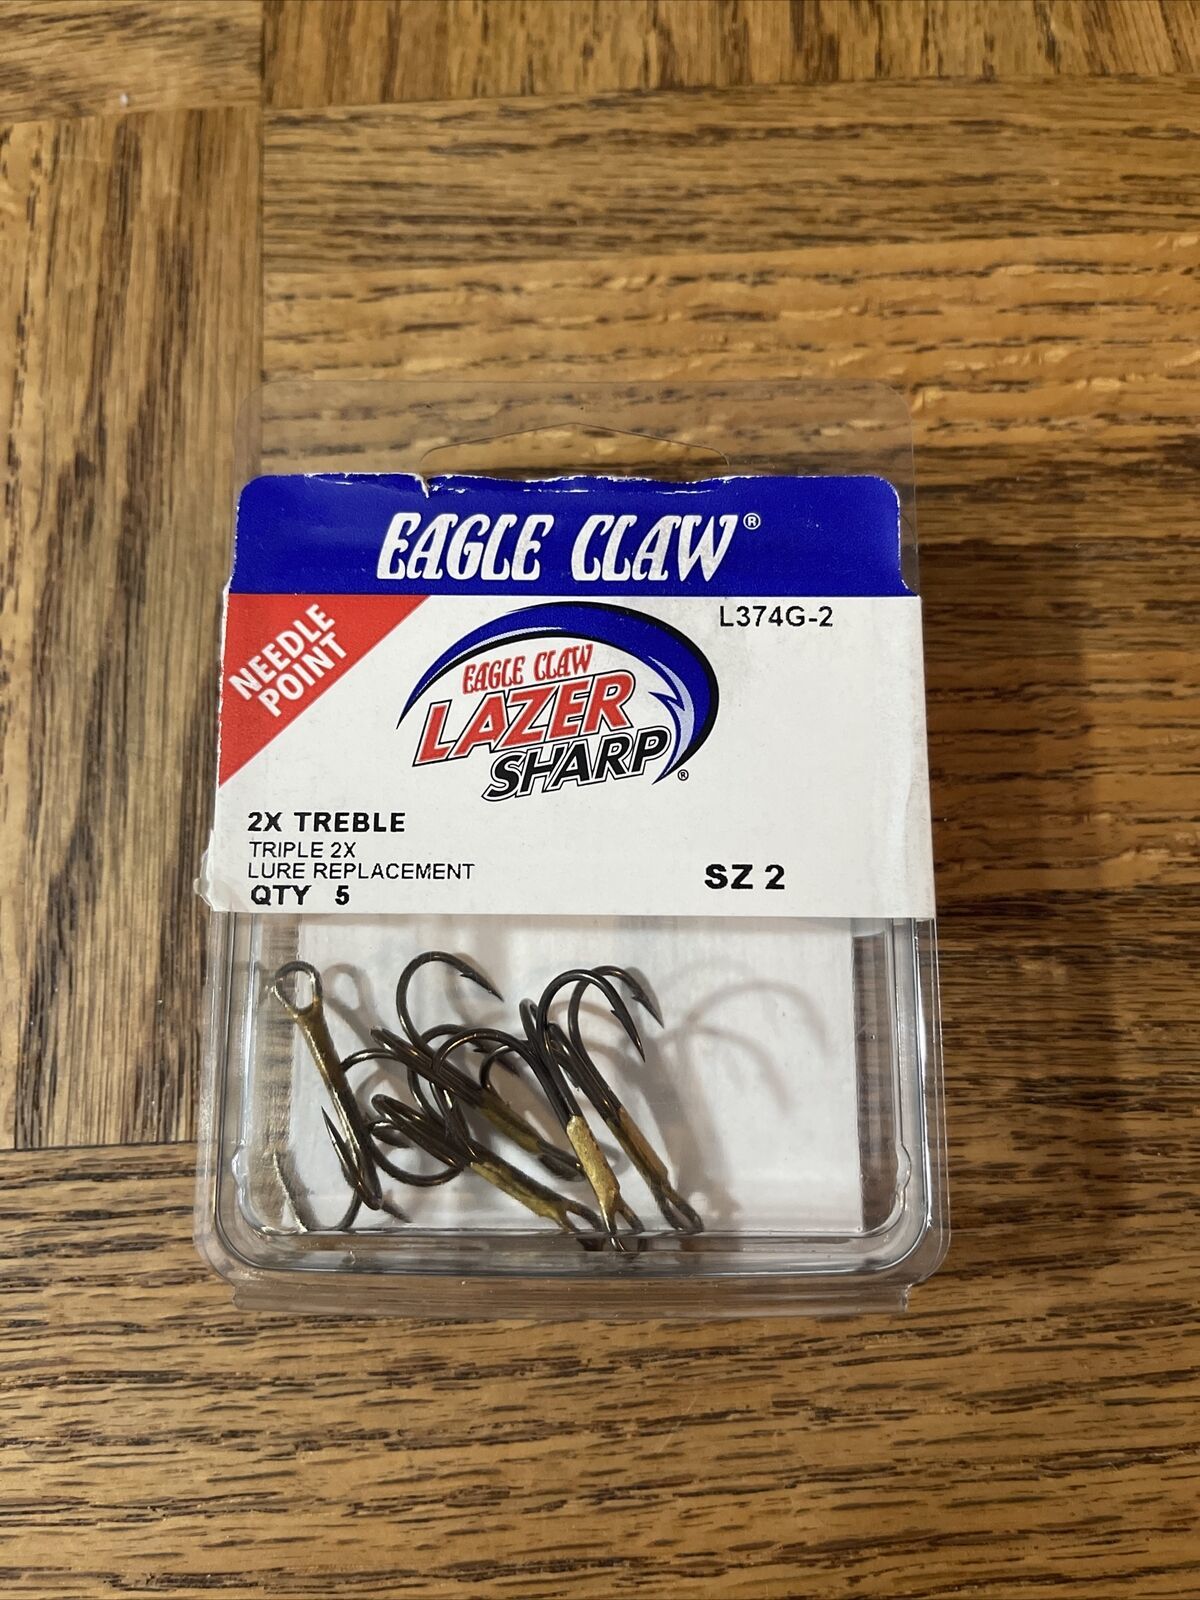 EAGLE CLAW®
L374G-2
NEEDLE
POINT
EAGLE CLAW
LAZER
SHARP®
2X TREBLE
TRIPLE 2X
LURE REPLACEMENT
QTY 5
SZ 2